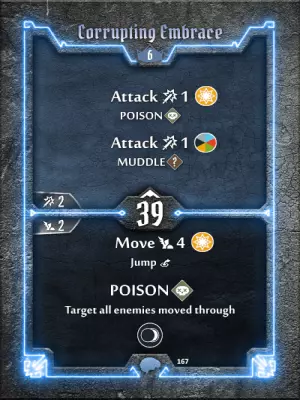 Corrupting Embrace
6
Attack 1
POISON
Attack 1
MUDDLE ?
2
39
2
Move 4
Jump
POISON
Target all enemies moved through
167